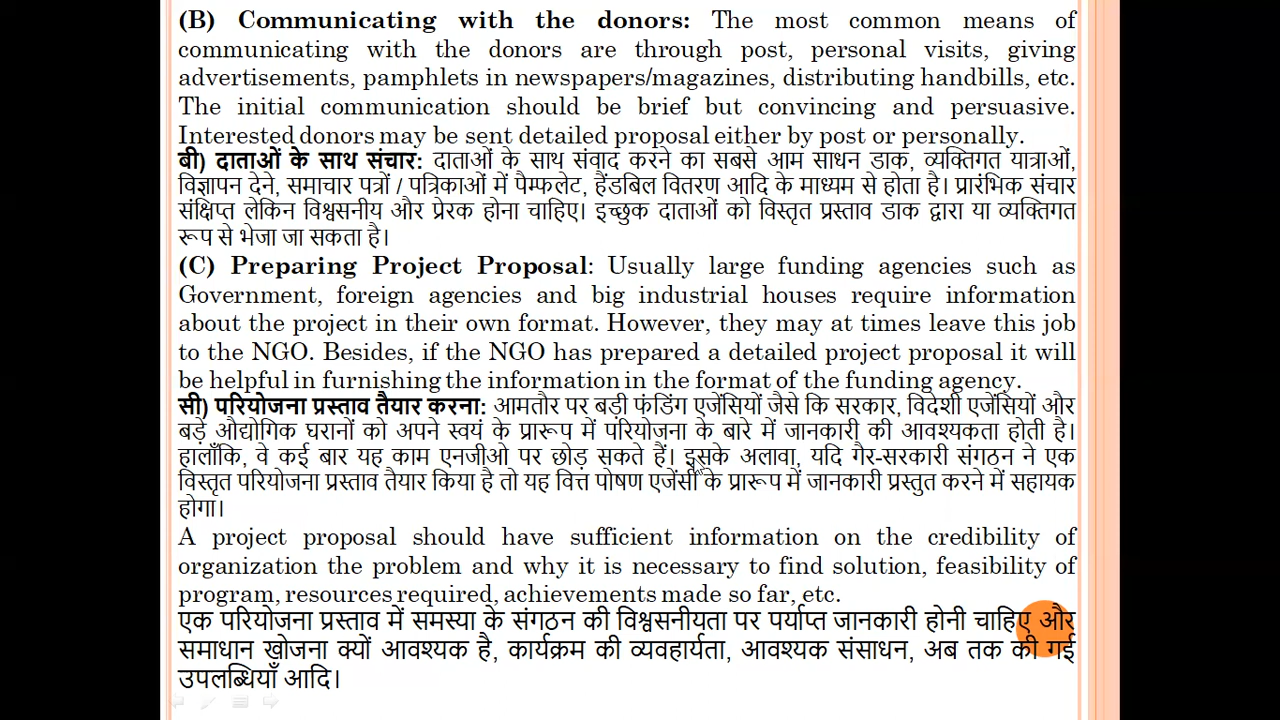 (B) Communicating with the donors: The most common means of
communicating with the donors are through post, personal visits, giving
advertisements, pamphlets in newspapers/magazines, distributing handbills, etc.
The initial communication should be brief but convincing and persuasive.
Interested donors may be sent detailed proposal either by post or personally.
बी) दाताओं के साथ संचार: दाताओं के साथ संवाद करने का सबसे आम साधन डाक, व्यक्तिगत यात्राओं,
विज्ञापन देने, समाचार पत्रों / पत्रिकाओं में पैम्फलेट, हैंडबिल वितरण आदि के माध्यम से होता है। प्रारंभिक संचार
संक्षिप्त लेकिन विश्वसनीय और प्रेरक होना चाहिए। इच्छुक दाताओं को विस्तृत प्रस्ताव डाक द्वारा या व्यक्तिगत
रूप से भेजा जा सकता है।
(C) Preparing Project Proposal: Usually large funding agencies such as
Government, foreign agencies and big industrial houses require information
about the project in their own format. However, they may at times leave this job
to the NGO. Besides, if the NGO has prepared a detailed project proposal it will
be helpful in furnishing the information in the format of the funding agency.
सी) परियोजना प्रस्ताव तैयार करना: आमतौर पर बड़ी फंडिंग एजेंसियों जैसे कि सरकार, विदेशी एजेंसियों और
बड़े औद्योगिक घरानों को अपने स्वयं के प्रारूप में परियोजना के बारे में जानकारी की आवश्यकता होती है।
हालाँकि, वे कई बार यह काम एनजीओ पर छोड़ सकते हैं। इसके अलावा, यदि गैर-सरकारी संगठन ने एक
विस्तृत परियोजना प्रस्ताव तैयार किया है तो यह वित्त पोषण एजेंसी के प्रारूप में जानकारी प्रस्तुत करने में सहायक
होगा।
A project proposal should have sufficient information on the credibility of
organization the problem and why it is necessary to find solution, feasibility of
program, resources required, achievements made so far, etc.
एक परियोजना प्रस्ताव में समस्या के संगठन की विश्वसनीयता पर पर्याप्त जानकारी होनी चाहिए और
समाधान खोजना क्यों आवश्यक है, कार्यक्रम की व्यवहार्यता, आवश्यक संसाधन, अब तक की गई
उपलब्धियाँ आदि।